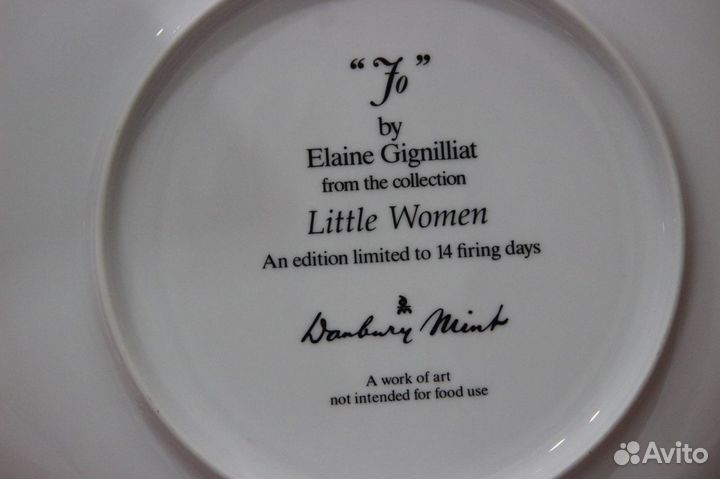 “Jo”
by
Elaine Gignilliat
from the collection
Little Women
An edition limited to 14 firing days
Danbury Mint
A work of art
not intended for food use
Avito